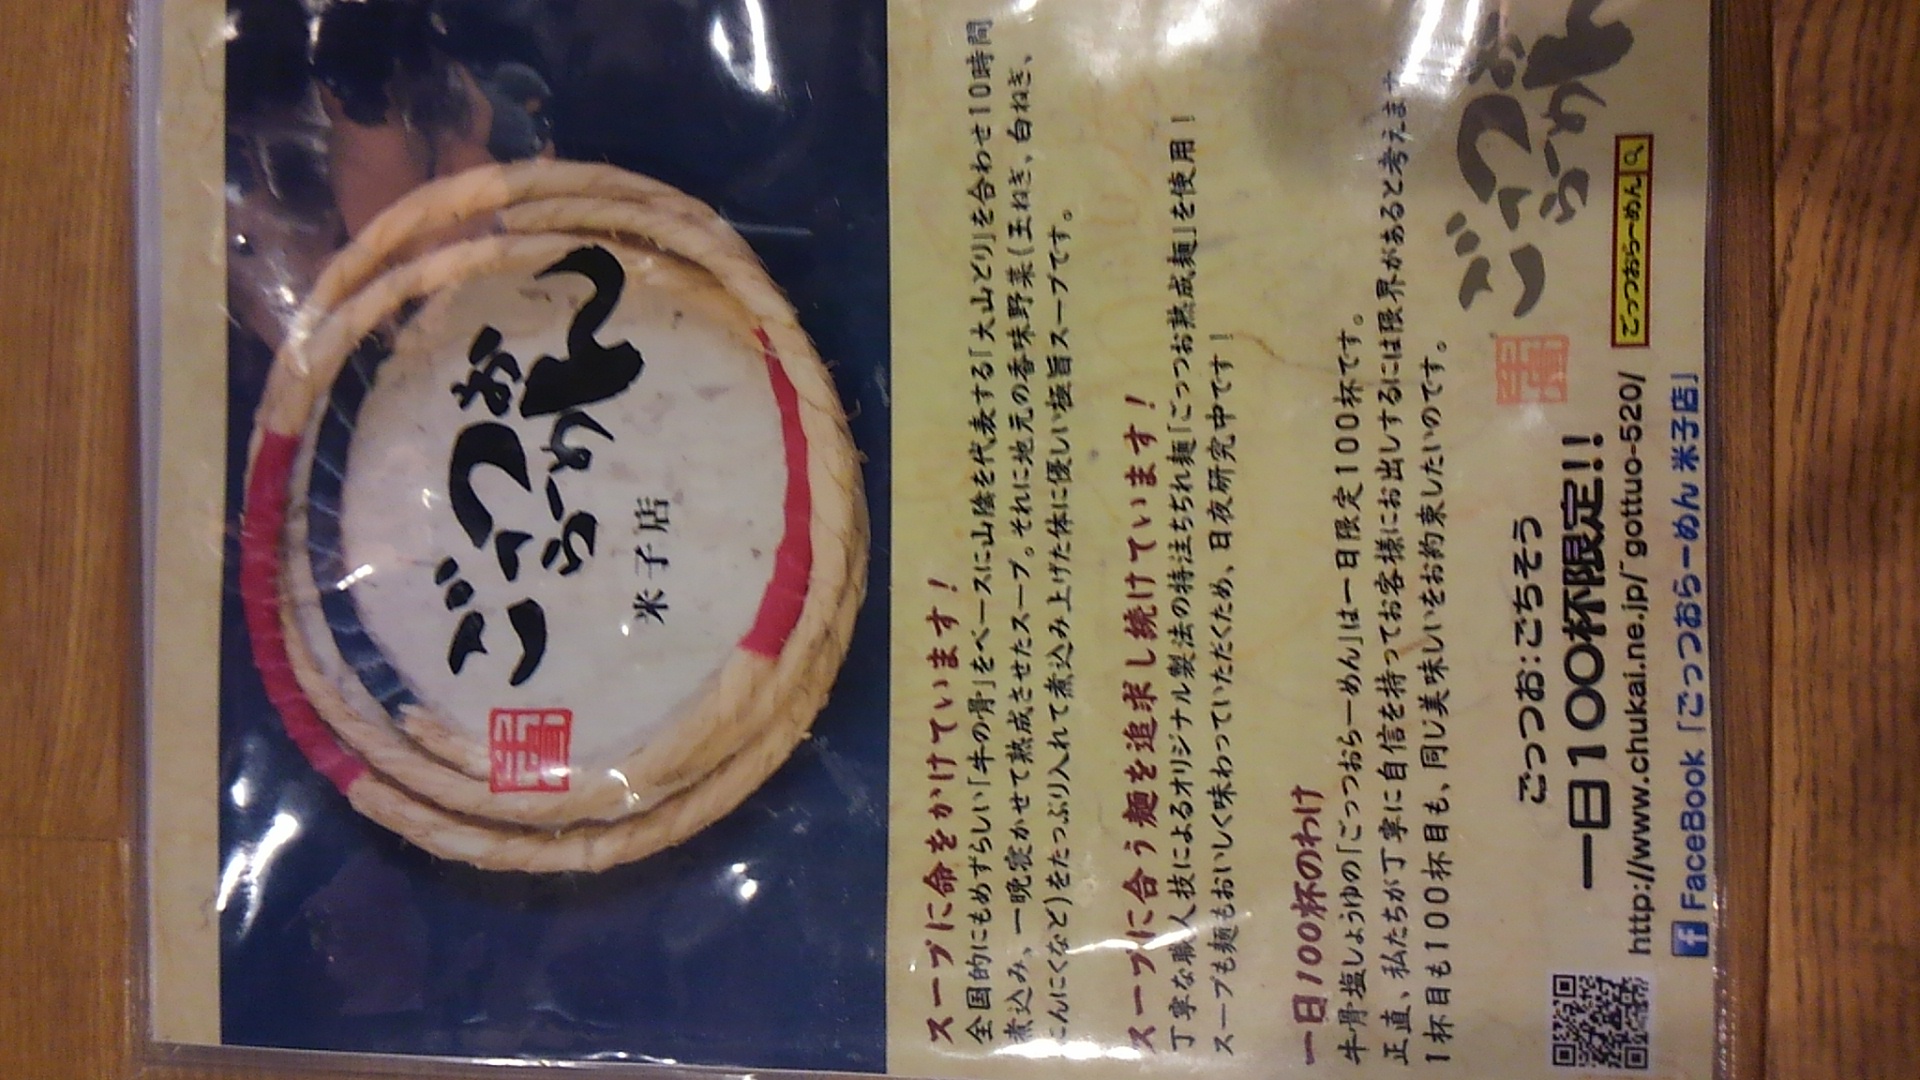 ごっつお
らーめん
米子店
スープに命をかけています！
全国的にもめずらしい「牛の骨」をベースに山陰を代表する「大山どり」を合わせ10時間
煮込み、一晩寝かせて熟成させたスープ。それに地元の香味野菜（玉ねぎ、白ねぎ、
にんにくなど）をたっぷり入れて煮込み上げた体に優しい極旨スープです。
スープに合う麺を追求し続けています！
丁寧な職人技によるオリジナル製法の特注ちぢれ麺「ごっつお熟成麺」を使用！
スープも麺もおいしく味わっていただくため、日夜研究中です！
一日100杯のわけ
牛骨塩しょうゆの「ごっつおらーめん」は一日限定100杯です。
正直、私たちが丁寧に自信を持ってお客様にお出しするには限界があると考えます
1杯目も100杯目も、同じ美味しいをお約束したいのです。
ごっつお：ごちそう
一日100杯限定!!
ごっつお
らーめん
http://www.chukai.ne.jp/~gottuo-520/
ごっつおらーめん
FaceBook「ごっつおらーめん 米子店」